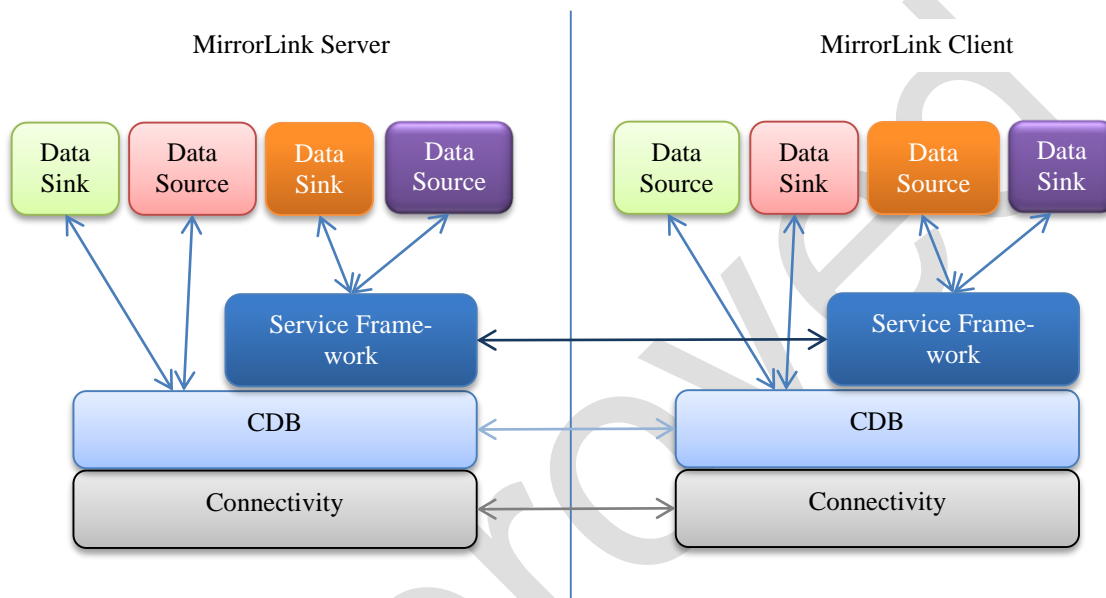 MirrorLink Server
MirrorLink Client
Data
Sink
Data
Source
Data
Sink
Data
Source
Data
Source
Data
Sink
Data
Source
Data
Sink
Service Frame-
work
Service Frame-
work
CDB
CDB
Connectivity
Connectivity